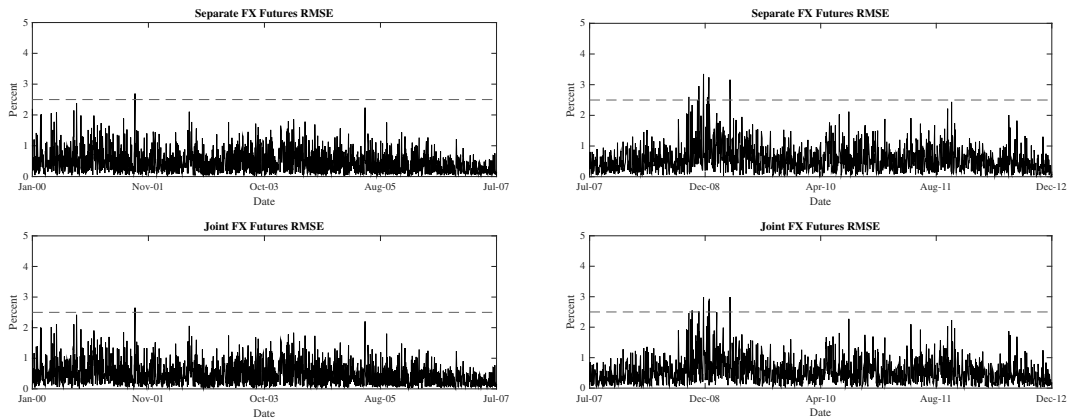 Separate FX Futures RMSE
5
4
3
2
1
0
Percent
Jan-00 Nov-01 Oct-03 Aug-05 Jul-07
Date
Separate FX Futures RMSE
5
4
3
2
1
0
Percent
Jul-07 Dec-08 Apr-10 Aug-11 Dec-12
Date
Joint FX Futures RMSE
5
4
3
2
1
0
Percent
Jan-00 Nov-01 Oct-03 Aug-05 Jul-07
Date
Joint FX Futures RMSE
5
4
3
2
1
0
Percent
Jul-07 Dec-08 Apr-10 Aug-11 Dec-12
Date